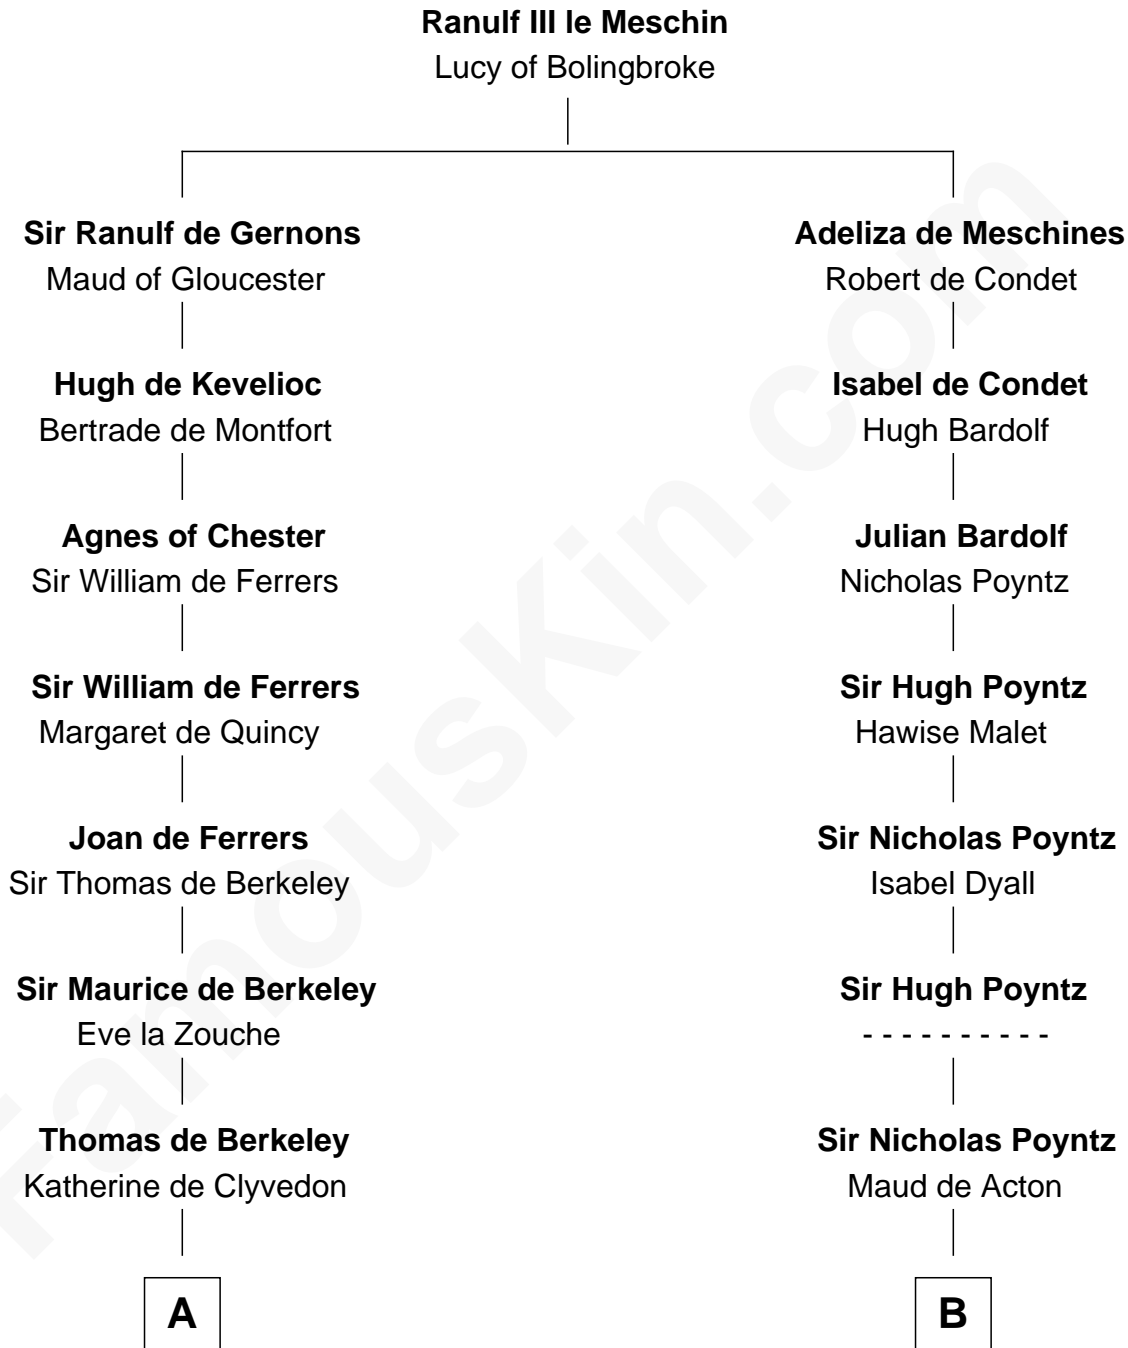 Ranulf III le Meschin
Lucy of Bolingbroke
Sir Ranulf de Gernons
Maud of Gloucester
Adeliza de Meschines
Robert de Condet
Hugh de Kevelioc
Bertrade de Montfort
Isabel de Condet
Hugh Bardolf
Agnes of Chester
Sir William de Ferrers
Julian Bardolf
Nicholas Poyntz
Sir William de Ferrers
Margaret de Quincy
Sir Hugh Poyntz
Hawise Malet
Joan de Ferrers
Sir Thomas de Berkeley
Sir Nicholas Poyntz
Isabel Dyall
Sir Maurice de Berkeley
Eve la Zouche
Sir Hugh Poyntz
- - - - - - - - - -
Thomas de Berkeley
Katherine de Clyvedon
Sir Nicholas Poyntz
Maud de Acton
A
B
FamousKin.com